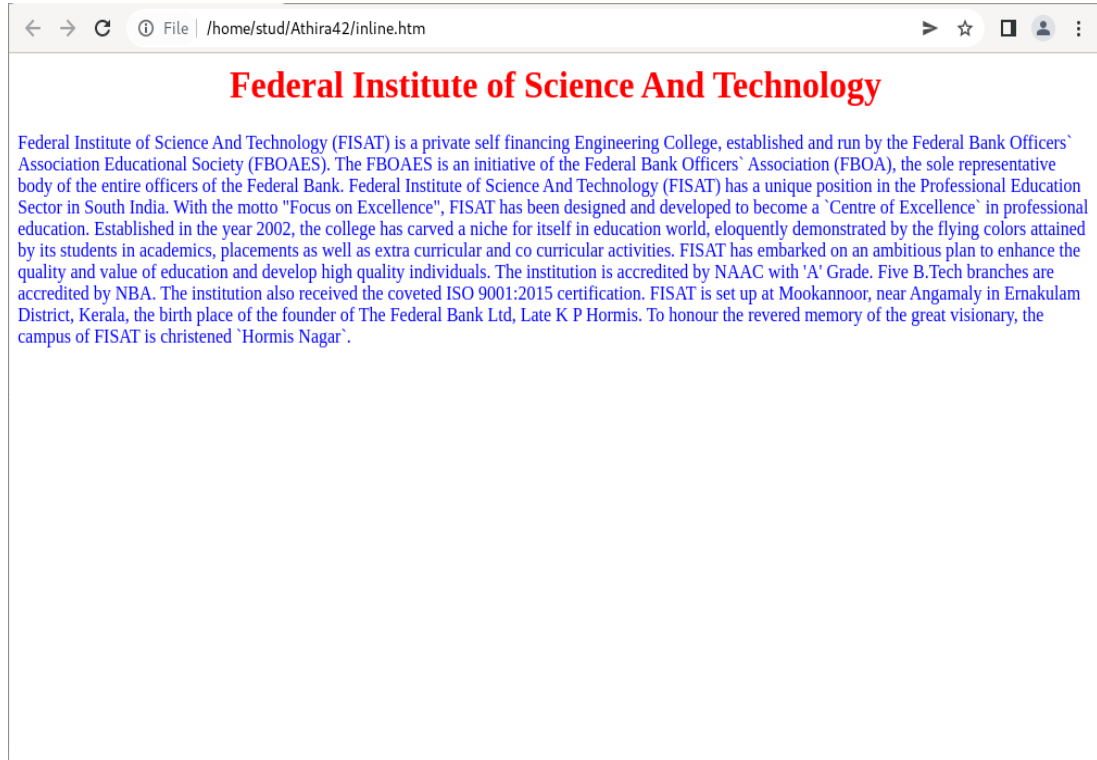 File
/home/stud/Athira42/inline.htm
Federal Institute of Science And Technology
Federal Institute of Science And Technology (FISAT) is a private self financing Engineering College, established and run by the Federal Bank Officers`
Association Educational Society (FBOAES). The FBOAES is an initiative of the Federal Bank Officers` Association (FBOA), the sole representative
body of the entire officers of the Federal Bank. Federal Institute of Science And Technology (FISAT) has a unique position in the Professional Education
Sector in South India. With the motto "Focus on Excellence", FISAT has been designed and developed to become a `Centre of Excellence` in professional
education. Established in the year 2002, the college has carved a niche for itself in education world, eloquently demonstrated by the flying colors attained
by its students in academics, placements as well as extra curricular and co curricular activities. FISAT has embarked on an ambitious plan to enhance the
quality and value of education and develop high quality individuals. The institution is accredited by NAAC with 'A' Grade. Five B.Tech branches are
accredited by NBA. The institution also received the coveted ISO 9001:2015 certification. FISAT is set up at Mookannoor, near Angamaly in Ernakulam
District, Kerala, the birth place of the founder of The Federal Bank Ltd, Late K P Hormis. To honour the revered memory of the great visionary, the
campus of FISAT is christened `Hormis Nagar`.